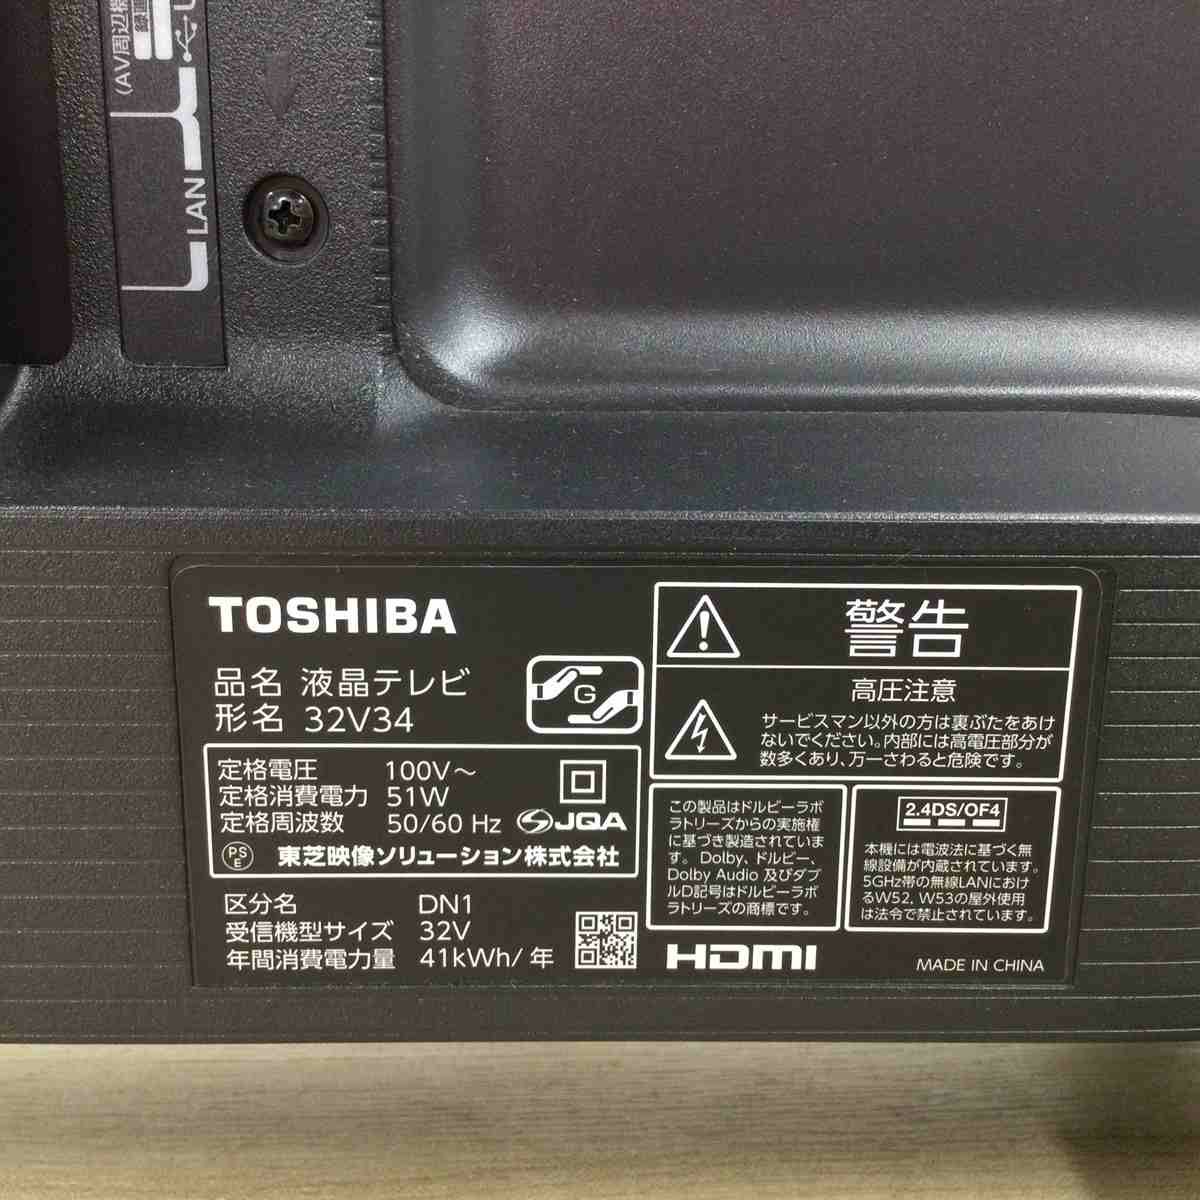 (AV周辺機
LAN
TOSHIBA
品名 液晶テレビ
形名 32V34
G
定格電圧 100V～
定格消費電力 51W
定格周波数 50/60 Hz
JQA
PS
E
東芝映像ソリューション株式会社
区分名 DN1
受信機型サイズ 32V
年間消費電力量 41kWh/年
警告
高圧注意
サービスマン以外の方は裏ぶたをあけ
ないでください。内部には高電圧部分が
数多くあり、万一さわると危険です。
この製品はドルビーラボ
ラトリーズからの実施権
に基づき製造されていま
す。Dolby、ドルビー、
Dolby Audio 及びダブ
ルD記号はドルビーラボ
ラトリーズの商標です。
2.4DS/OF4
本機には電波法に基づく無
線設備が内蔵されています。
5GHz帯の無線LANにおけ
るW52, W53の屋外使用
は法令で禁止されています。
HDMI
MADE IN CHINA